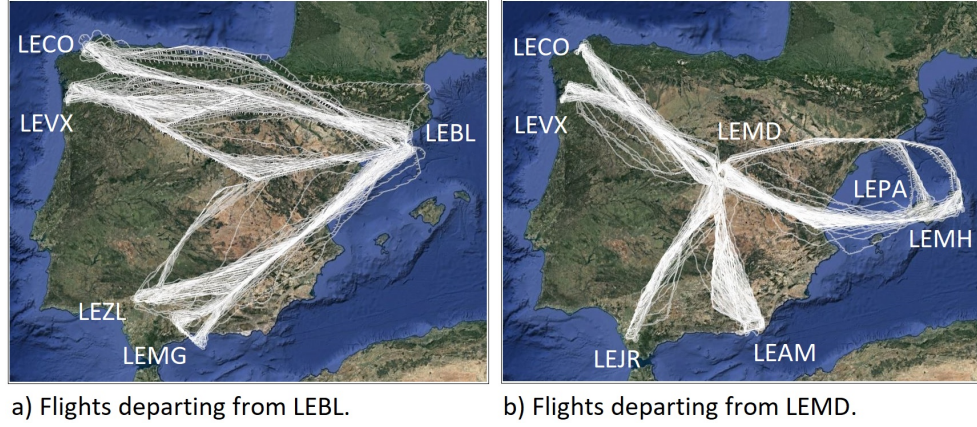 LECO
LEVX
LEBL
LEZL
LEMG
a) Flights departing from LEBL.
LECO
LEVX
LEMD
LEPA
LEMH
LEJR
LEAM
b) Flights departing from LEMD.